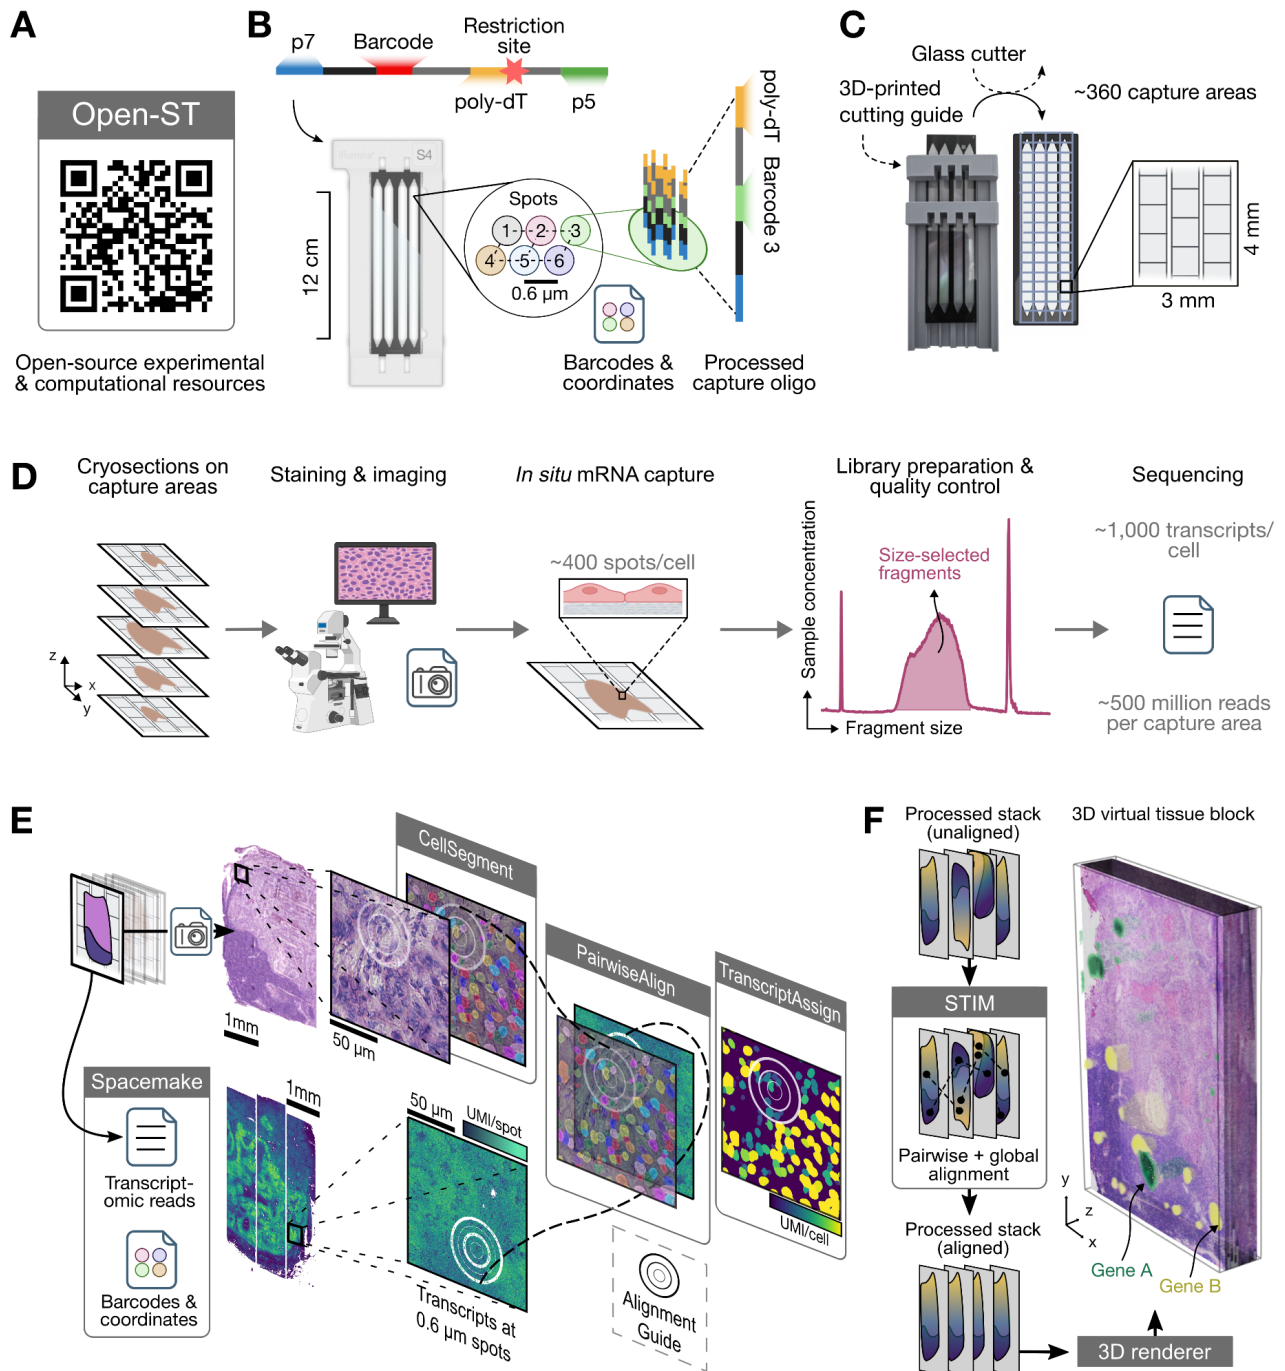 A
Open-ST
Open-source experimental
& computational resources
B
p7
Barcode
Restriction
site
poly-dT
p5
illumina
S4
12 cm
Spots
1
2
3
4
5
6
0.6 µm
Barcodes &
coordinates
poly-dT
Barcode 3
Processed
capture oligo
C
Glass cutter
3D-printed
cutting guide
~360 capture areas
4 mm
3 mm
D
Cryosections on
capture areas
z
x
y
Staining & imaging
In situ mRNA capture
~400 spots/cell
Library preparation &
quality control
Sample concentration
Size-selected
fragments
Fragment size
Sequencing
~1,000 transcripts/
cell
~500 million reads
per capture area
E
1mm
50 µm
CellSegment
PairwiseAlign
TranscriptAssign
UMI/cell
Spacemake
Transcript-
omic reads
Barcodes &
coordinates
1mm
50 µm
UMI/spot
Transcripts at
0.6 µm spots
Alignment
Guide
F
Processed stack
(unaligned)
STIM
Pairwise + global
alignment
Processed stack
(aligned)
3D virtual tissue block
y
z
x
Gene A
Gene B
3D renderer